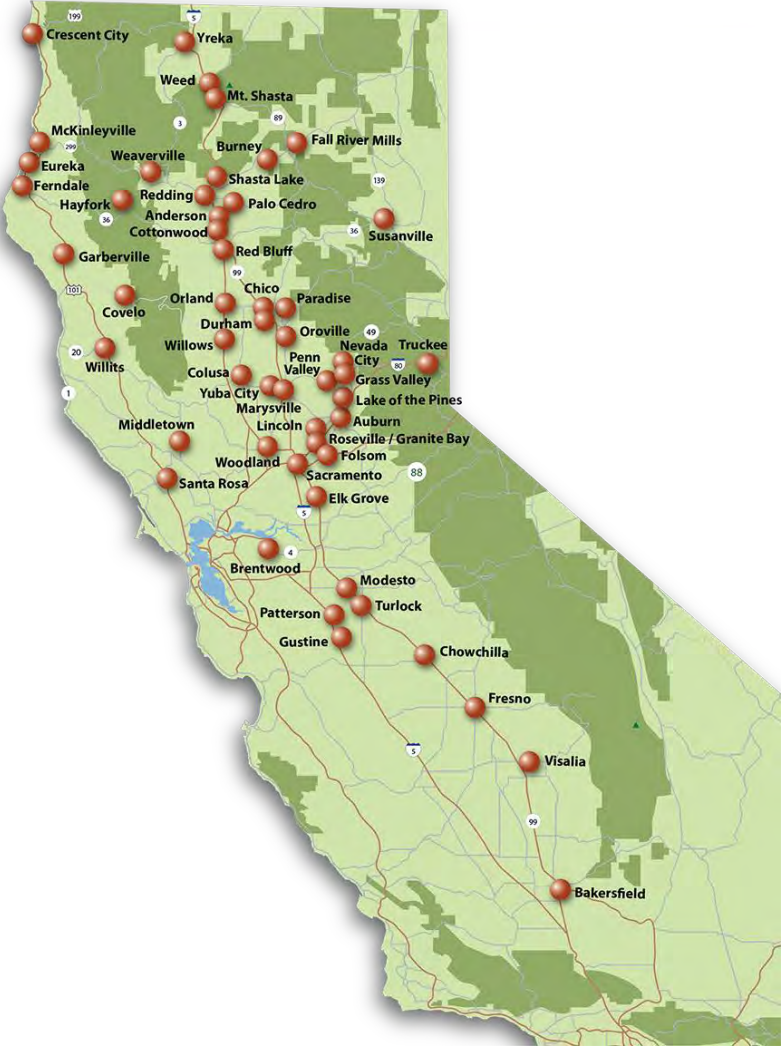 199
5
Crescent City
Yreka
Weed
Mt. Shasta
3
89
McKinleyville
299
Burney
Fall River Mills
Weaverville
Eureka
Shasta Lake
139
Ferndale
Redding
Palo Cedro
Hayfork
Anderson
36
Cottonwood
36
Susanville
Red Bluff
Garberville
99
101
Chico
Orland
Paradise
Covelo
Durham
Oroville
49
Willows
Nevada
City
Truckee
20
Penn
Valley
80
Willits
Colusa
Grass Valley
1
Yuba City
Lake of the Pines
Marysville
Middletown
Lincoln
Auburn
Roseville / Granite Bay
Folsom
Woodland
Sacramento
88
Santa Rosa
Elk Grove
5
4
Brentwood
Modesto
Turlock
Patterson
Gustine
Chowchilla
Fresno
5
Visalia
99
Bakersfield